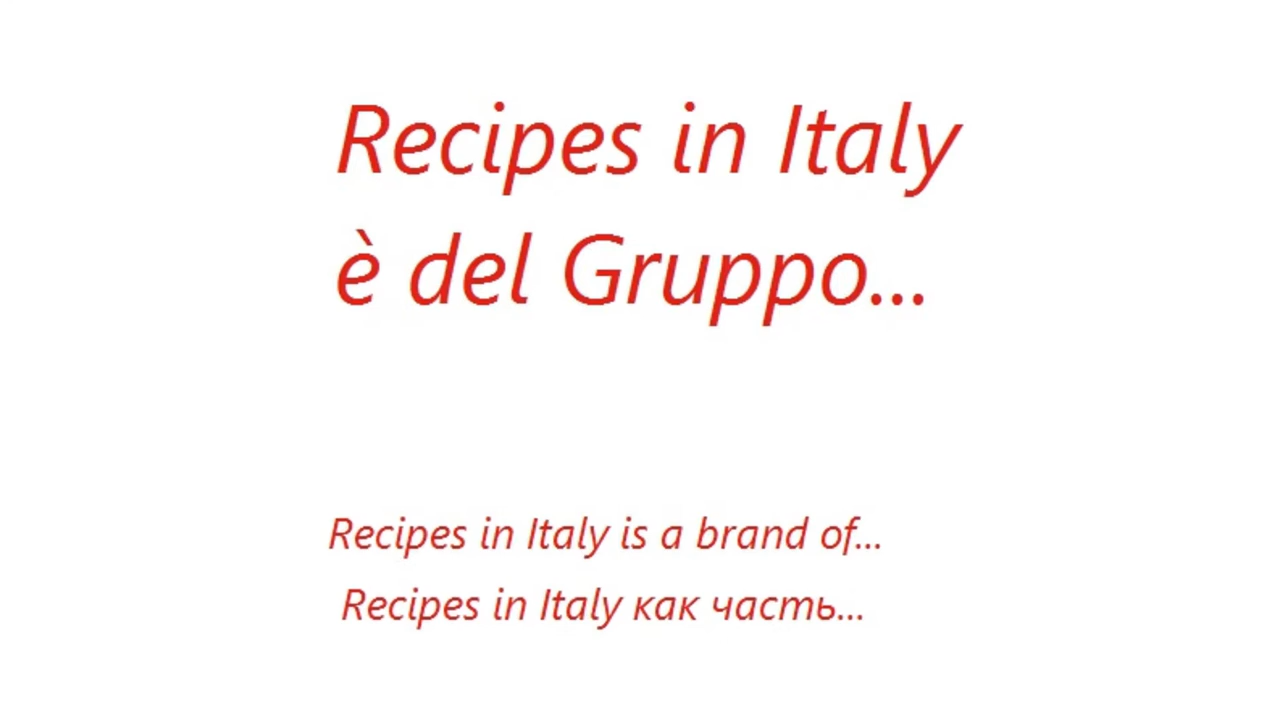 Recipes in Italy
è del Gruppo...
Recipes in Italy is a brand of...
Recipes in Italy как часть...